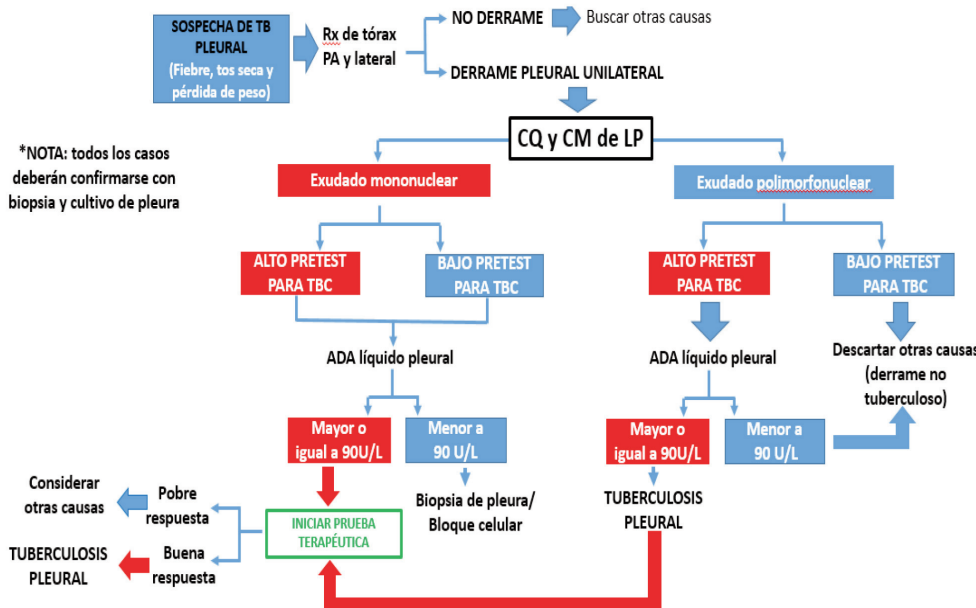 SOSPECHA DE TB
PLEURAL
(Fiebre, tos seca y
pérdida de peso)
Rx de tórax
PA y lateral
NO DERRAME
Buscar otras causas
DERRAME PLEURAL UNILATERAL
CQ y CM de LP
*NOTA: todos los casos
deberán confirmarse con
biopsia y cultivo de pleura
Exudado mononuclear
Exudado polimorfonuclear
ALTO PRETEST
PARA TBC
BAJO PRETEST
PARA TBC
ALTO PRETEST
PARA TBC
BAJO PRETEST
PARA TBC
ADA líquido pleural
ADA líquido pleural
Descartar otras causas
(derrame no
tuberculoso)
Mayor o
igual a 90U/L
Menor a
90 U/L
Mayor o
igual a 90U/L
Menor a
90 U/L
Biopsia de pleura/
Bloque celular
TUBERCULOSIS
PLEURAL
Considerar
otras causas
Pobre
respuesta
INICIAR PRUEBA
TERAPÉUTICA
TUBERCULOSIS
PLEURAL
Buena
respuesta